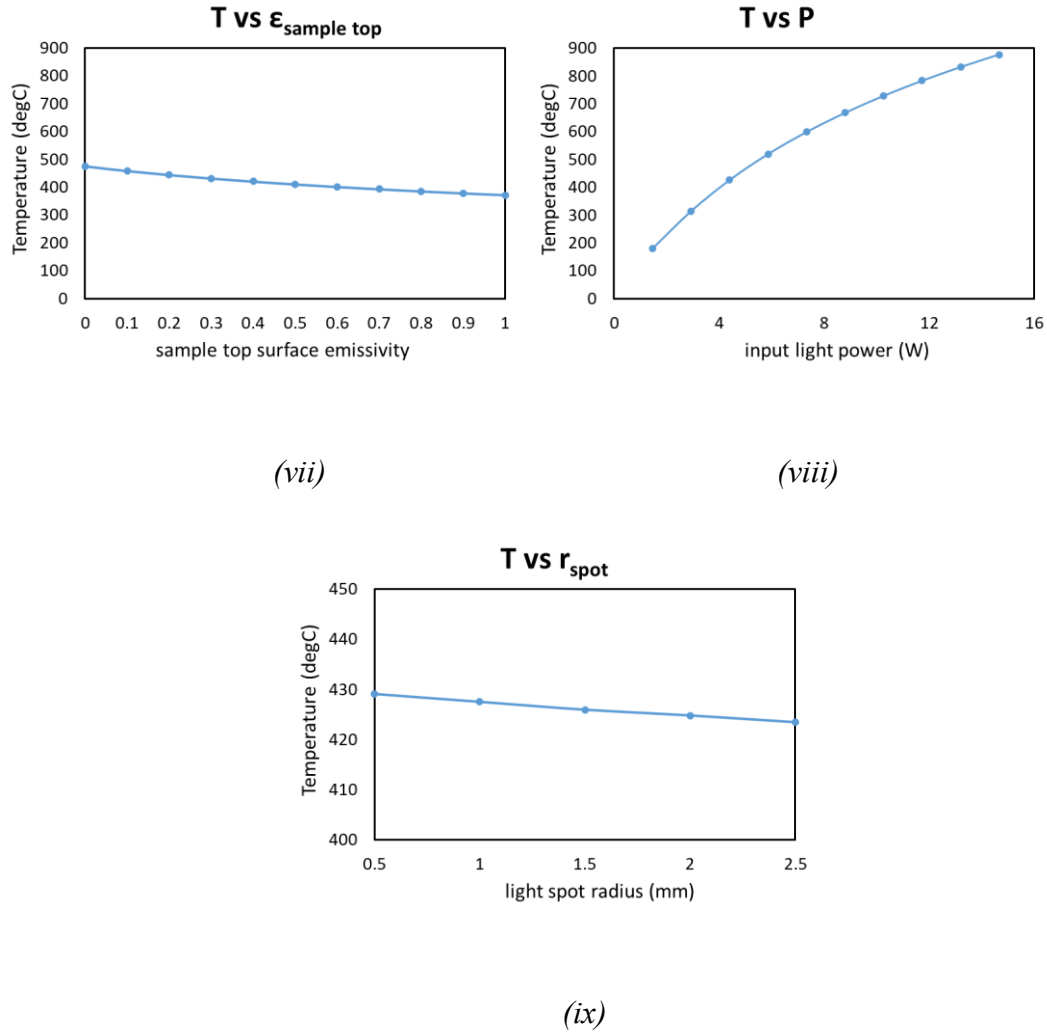 T vs ε sample top
900
800
700
600
500
400
300
200
100
0
Temperature (degC)
0 0.1 0.2 0.3 0.4 0.5 0.6 0.7 0.8 0.9 1
sample top surface emissivity
(vii)
T vs P
900
800
700
600
500
400
300
200
100
0
Temperature (degC)
0 4 8 12 16
input light power (W)
(viii)
T vs r spot
450
440
430
420
410
400
Temperature (degC)
0.5 1 1.5 2 2.5
light spot radius (mm)
(ix)